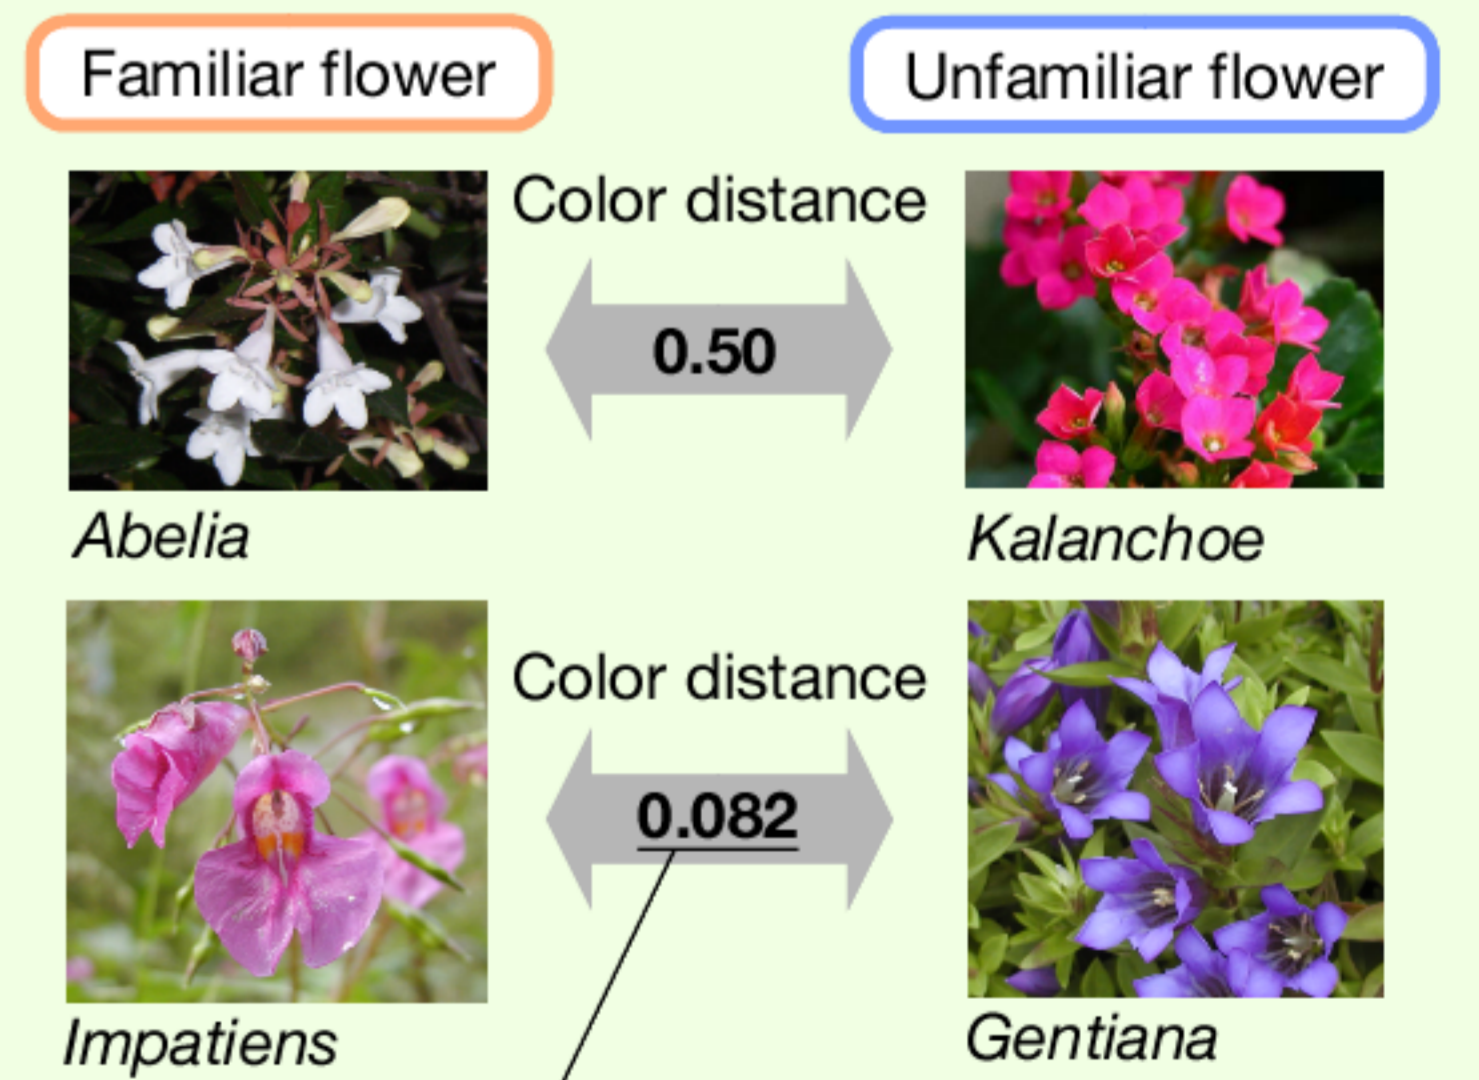 Familiar flower
Unfamiliar flower
Color distance
0.50
Abelia
Kalanchoe
Color distance
0.082
Impatiens
Gentiana